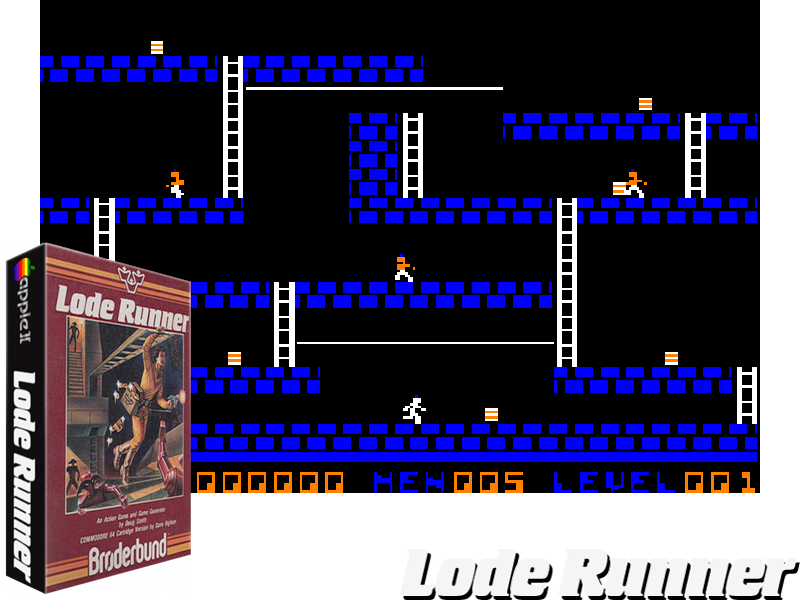 000000 MEN005 LEVEL001
apple II
Lode Runner
Lode Runner
An Action Game and Game Generator
by Doug Smith
COMMODORE 64 Cartridge Version by Dane Bigham
Brøderbund
Lode Runner